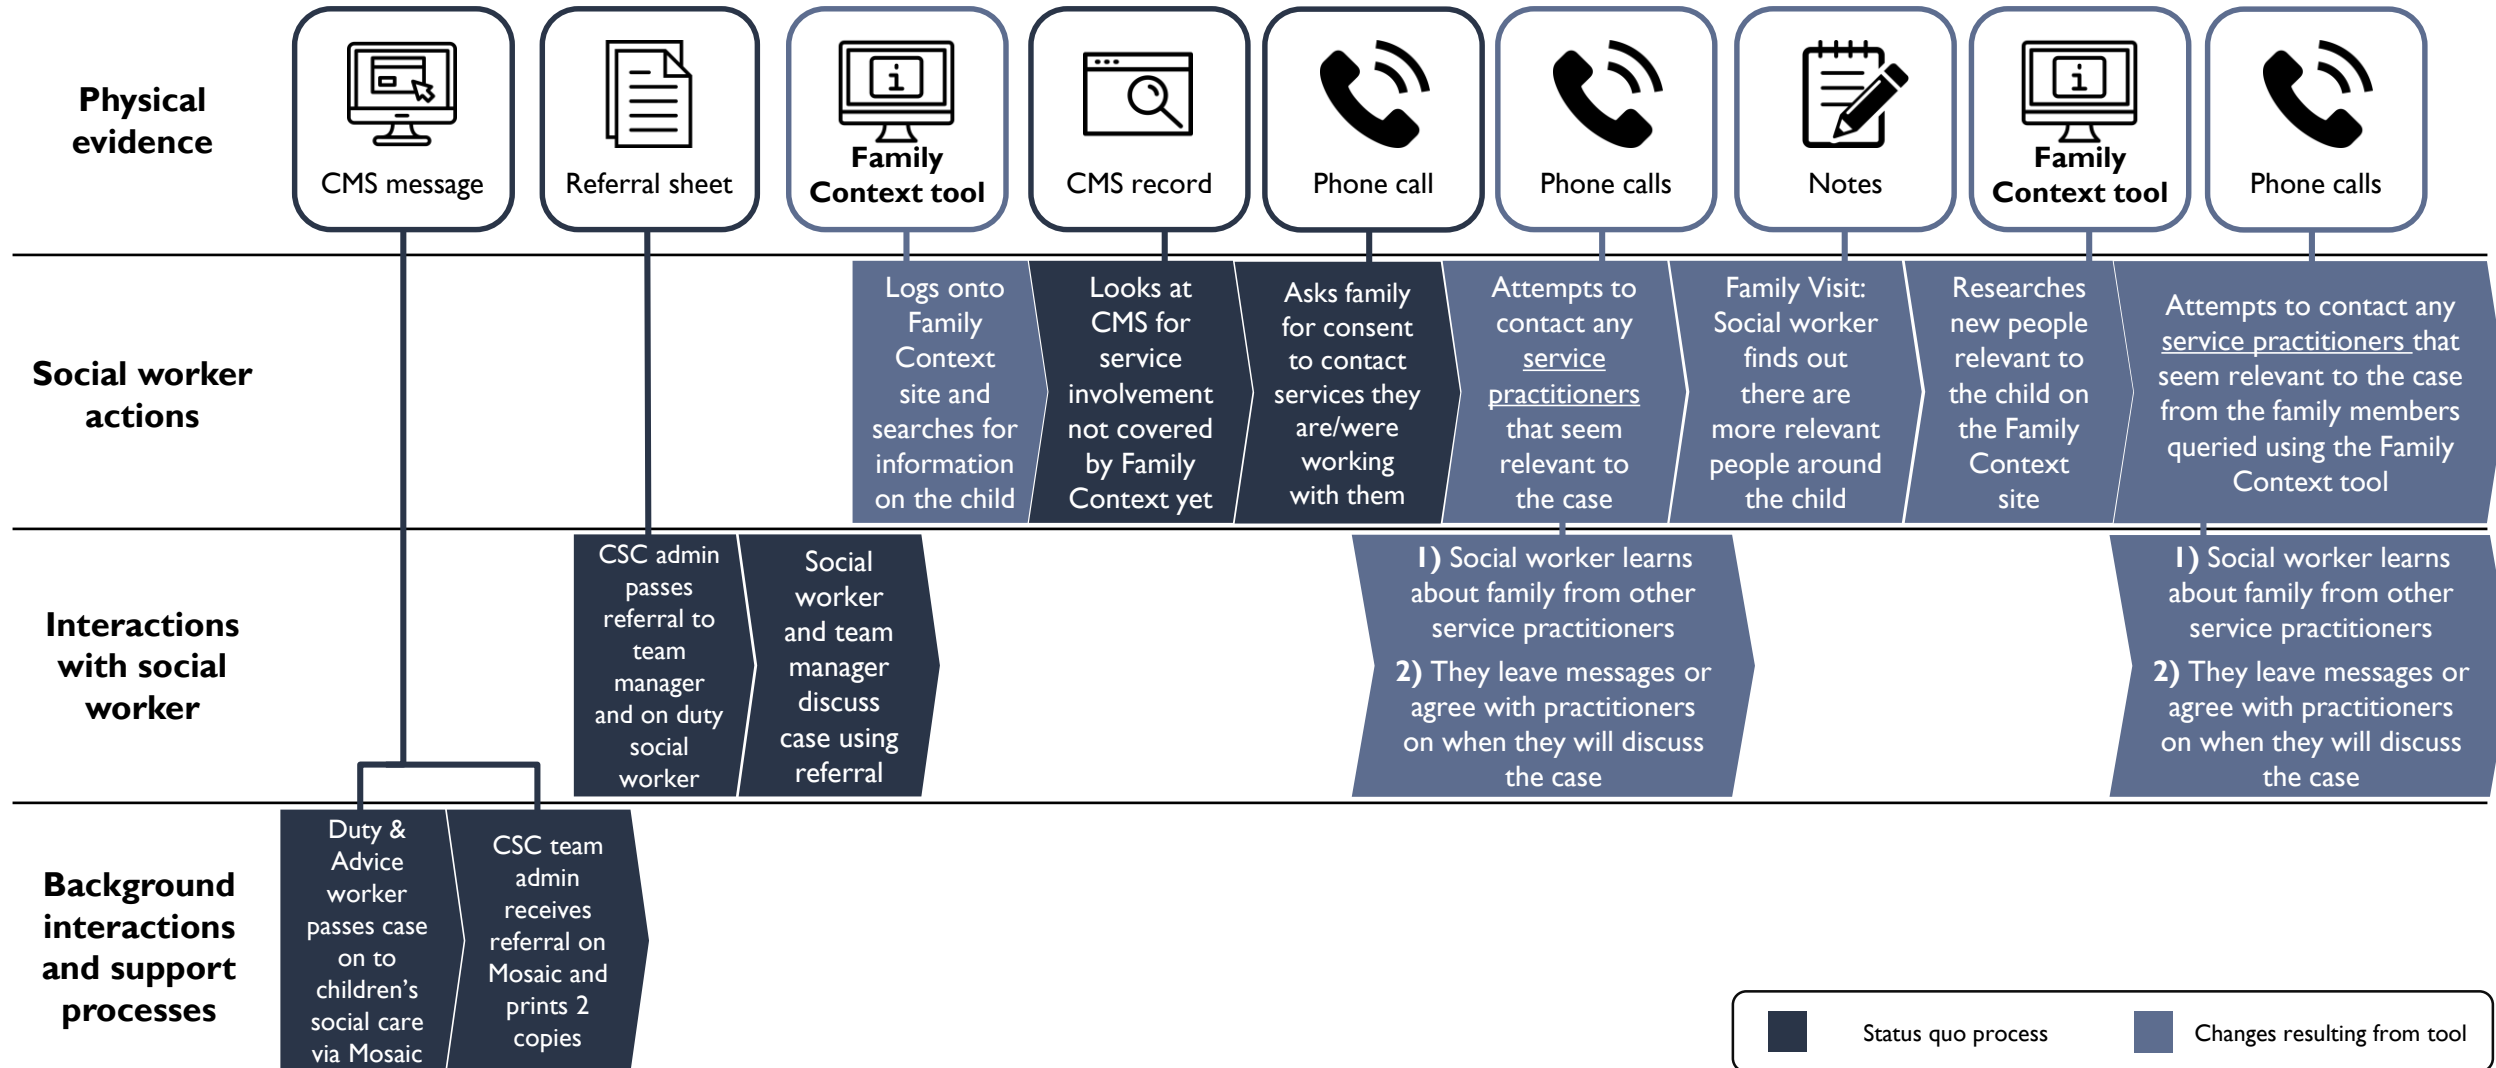 Physical
evidence
CMS message
Referral sheet
Family
Context tool
CMS record
Phone call
Phone calls
Notes
Family
Context tool
Phone calls
Social worker
actions
Logs onto
Family
Context
site and
searches for
information
on the child
Looks at
CMS for
service
involvement
not covered
by Family
Context yet
Asks family
for consent
to contact
services they
are/were
working
with them
Attempts to
contact any
service
practitioners
that seem
relevant to
the case
Family Visit:
Social worker
finds out
there are
more relevant
people around
the child
Researches
new people
relevant to
the child on
the Family
Context
site
Attempts to contact any
service practitioners that
seem relevant to the case
from the family members
queried using the Family
Context tool
Interactions
with social
worker
CSC admin
passes
referral to
team
manager
and on duty
social
worker
Social
worker
and team
manager
discuss
case using
referral
1) Social worker learns
about family from other
service practitioners
2) They leave messages or
agree with practitioners
on when they will discuss
the case
1) Social worker learns
about family from other
service practitioners
2) They leave messages or
agree with practitioners
on when they will discuss
the case
Background
interactions
and support
processes
Duty &
Advice
worker
passes case
on to
children’s
social care
via Mosaic
CSC team
admin
receives
referral on
Mosaic and
prints 2
copies
Status quo process
Changes resulting from tool